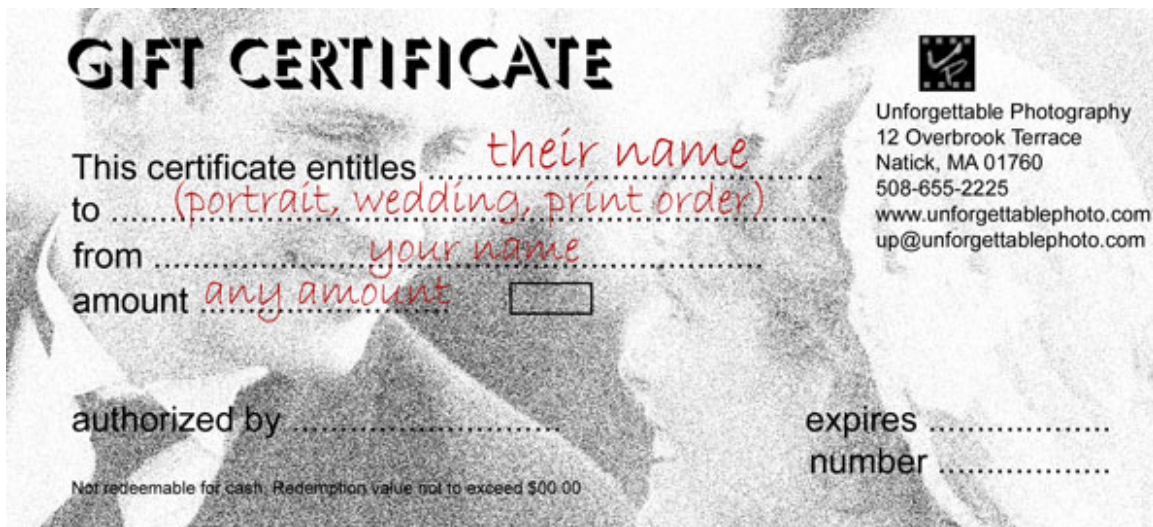 GIFT CERTIFICATE
UP
Unforgettable Photography
12 Overbrook Terrace
Natick, MA 01760
508-655-2225
www.unforgettablephoto.com
up@unforgettablephoto.com
This certificate entitles their name
to (portrait, wedding, print order)
from your name
amount any amount
authorized by
expires
number
Not redeemable for cash. Redemption value not to exceed $00.00